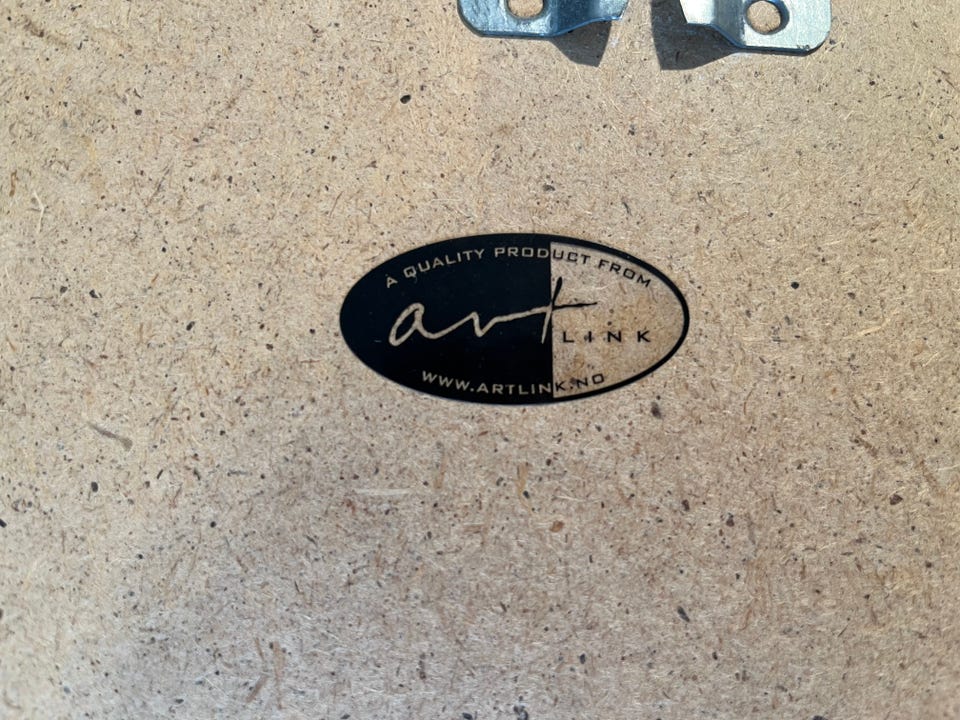 A QUALITY PRODUCT FROM
art
LINK
WWW.ARTLINK.NO